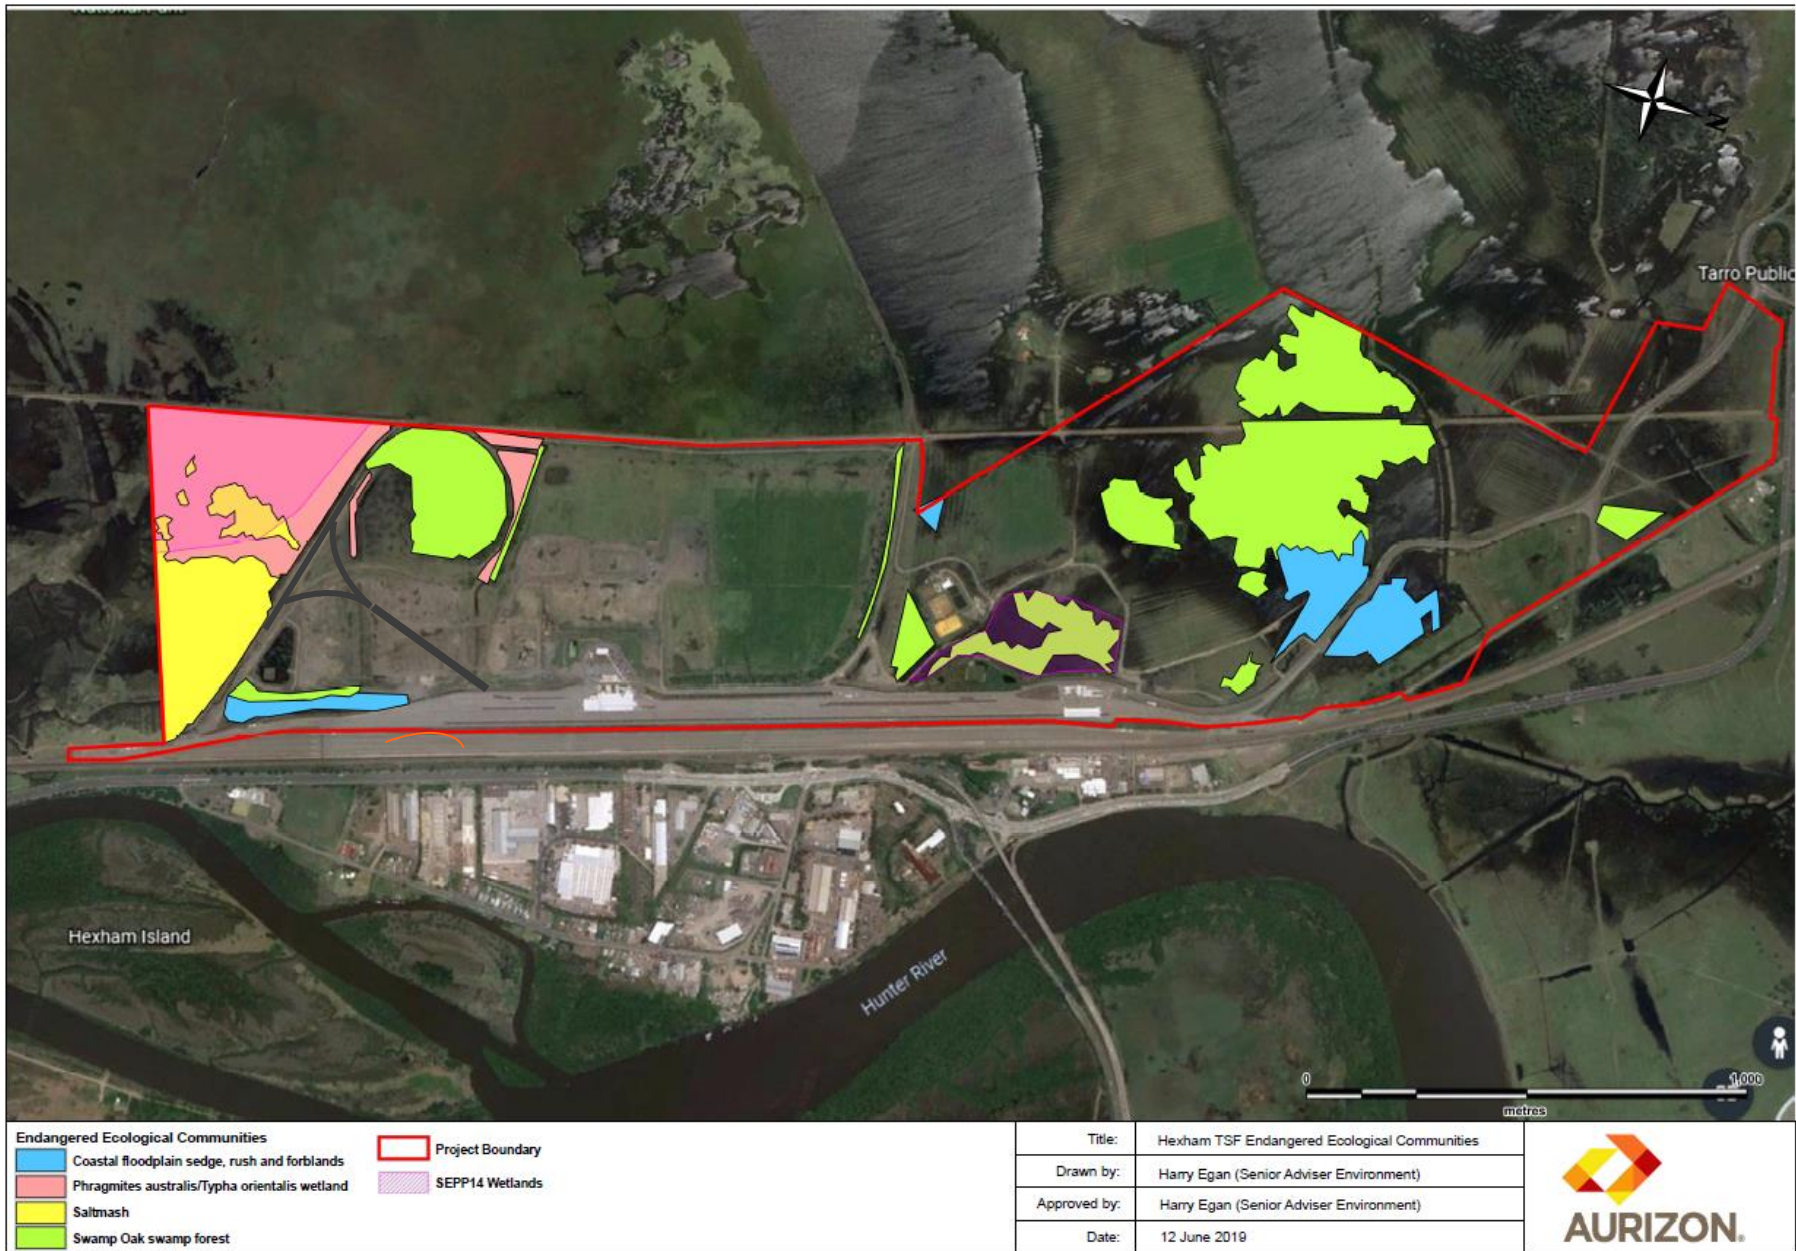 National Park
Tarro Public
N
Hexham Island
Hunter River
0 1,000
metres
Endangered Ecological Communities
Coastal floodplain sedge, rush and forblands
Phragmites australis/Typha orientalis wetland
Saltmash
Swamp Oak swamp forest
Project Boundary
SEPP14 Wetlands
Title: Hexham TSF Endangered Ecological Communities
Drawn by: Harry Egan (Senior Adviser Environment)
Approved by: Harry Egan (Senior Adviser Environment)
Date: 12 June 2019
AURIZON.